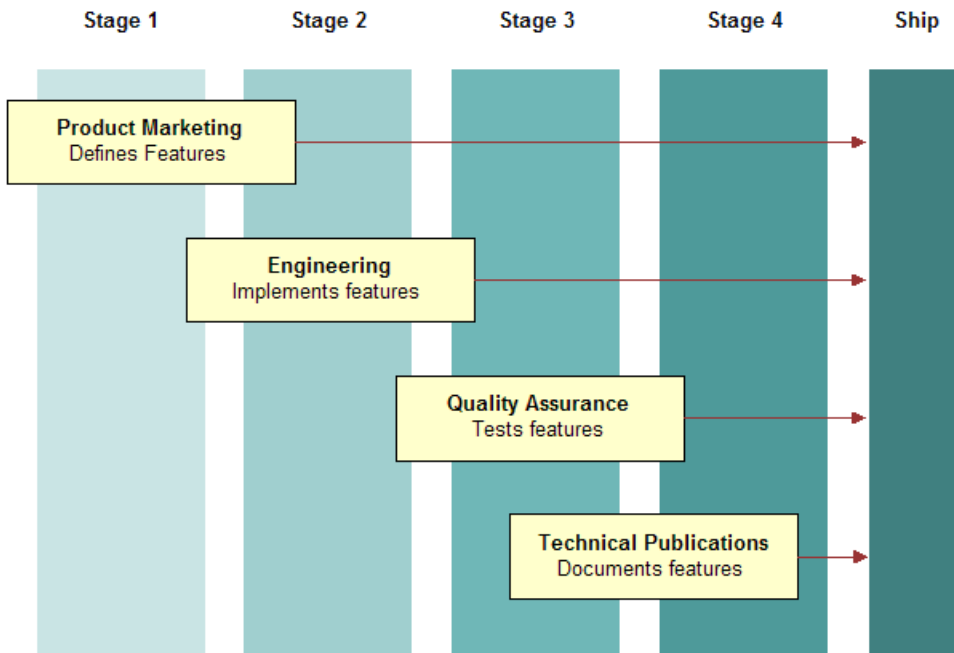 Stage 1
Stage 2
Stage 3
Stage 4
Ship
Product Marketing
Defines Features
Engineering
Implements features
Quality Assurance
Tests features
Technical Publications
Documents features